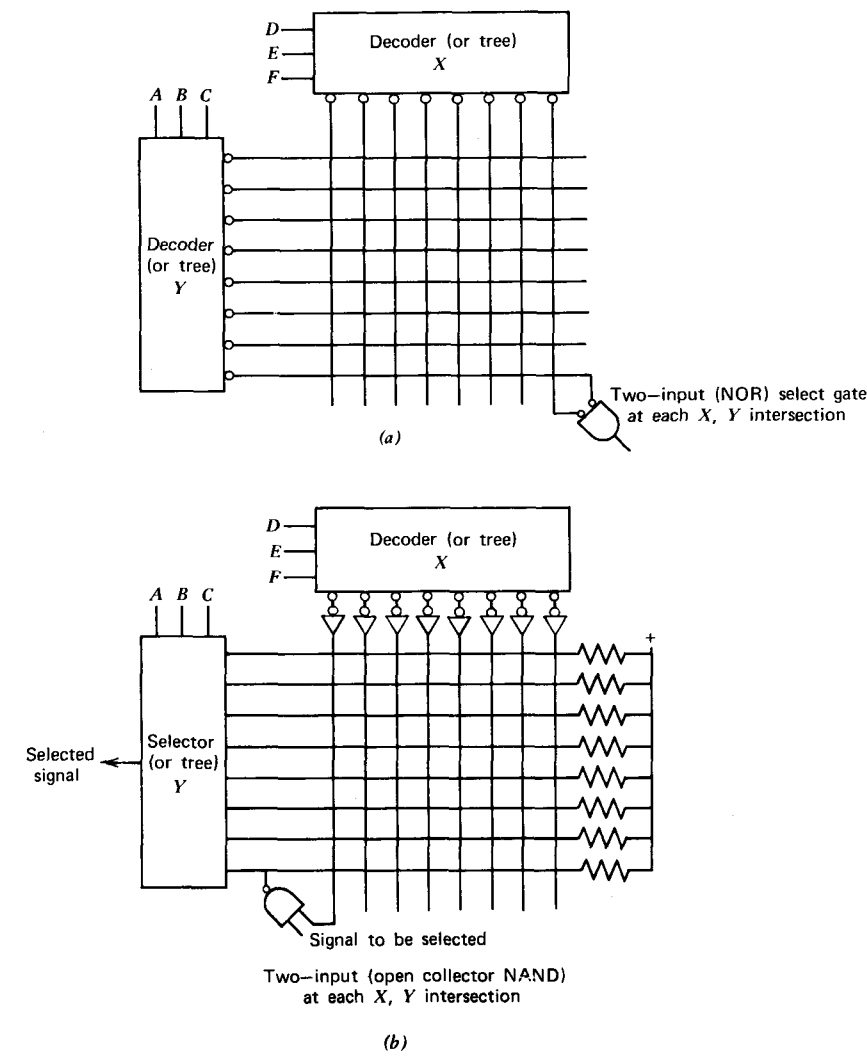 D
E
F
Decoder (or tree)
X
A B C
Decoder
(or tree)
Y
Two-input (NOR) select gate
at each X, Y intersection
(a)
D
E
F
Decoder (or tree)
X
A B C
+
Selected
signal
Selector
(or tree)
Y
Signal to be selected
Two-input (open collector NAND)
at each X, Y intersection
(b)